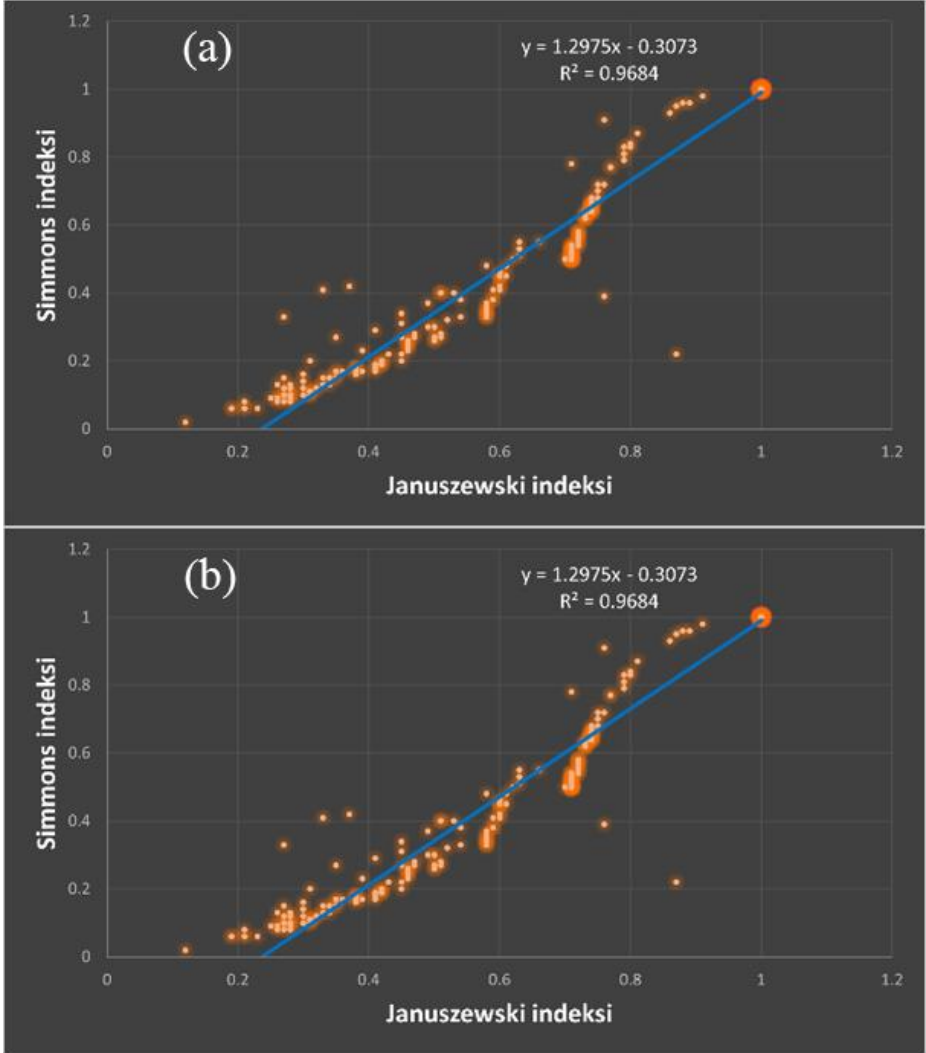 (a)
y = 1.2975x - 0.3073
R² = 0.9684
1.2
1
0.8
0.6
0.4
0.2
0
Simmons indeksi
0 0.2 0.4 0.6 0.8 1 1.2
Januszewski indeksi
(b)
y = 1.2975x - 0.3073
R² = 0.9684
1.2
1
0.8
0.6
0.4
0.2
0
Simmons indeksi
0 0.2 0.4 0.6 0.8 1 1.2
Januszewski indeksi